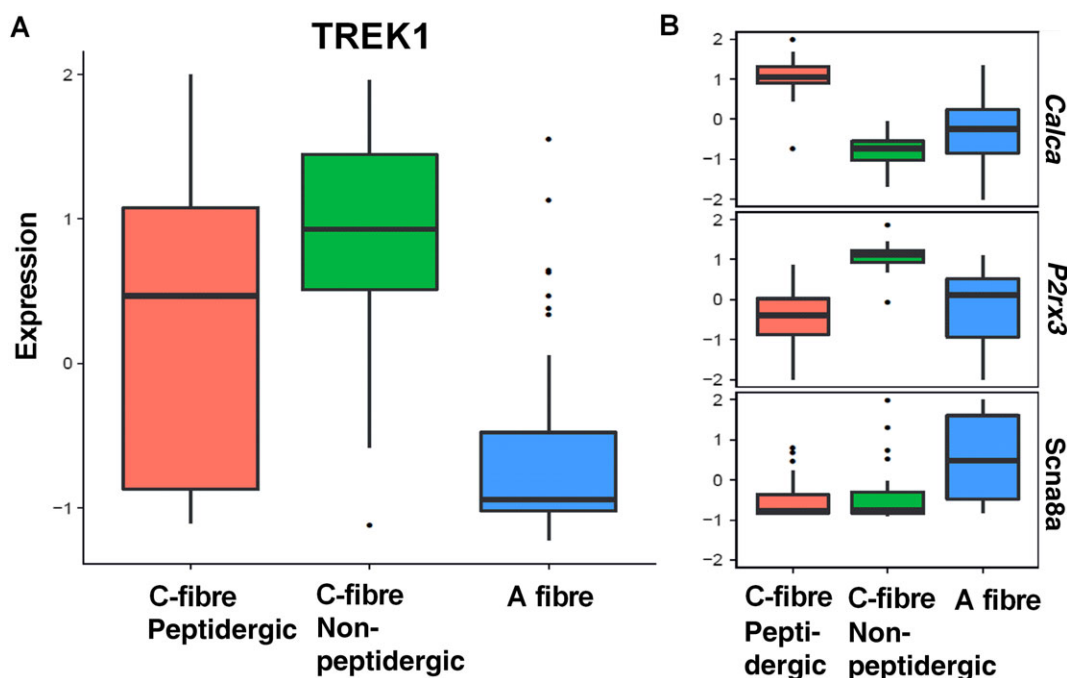 A
TREK1
Expression
2
1
0
−1
C-fibre
Peptidergic
C-fibre
Non-
peptidergic
A fibre
B
2
1
0
−1
−2
Calca
2
1
0
−1
−2
P2rx3
2
1
0
−1
−2
Scna8a
C-fibre
Pepti-
dergic
C-fibre
Non-
peptidergic
A fibre